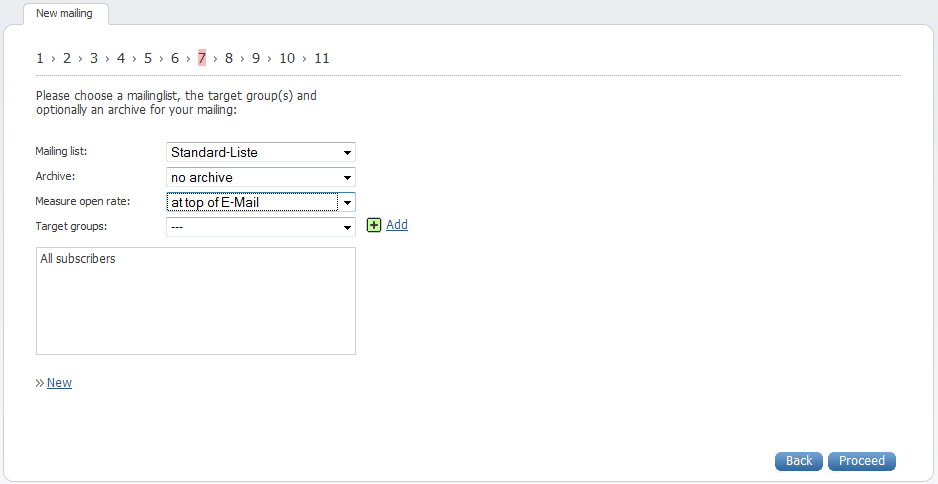 New mailing
1 › 2 › 3 › 4 › 5 › 6 › 7 › 8 › 9 › 10 › 11
Please choose a mailinglist, the target group(s) and
optionally an archive for your mailing:
Mailing list: Standard-Liste
Archive: no archive
Measure open rate: at top of E-Mail
Target groups: --- Add
All subscribers
» New
Back Proceed